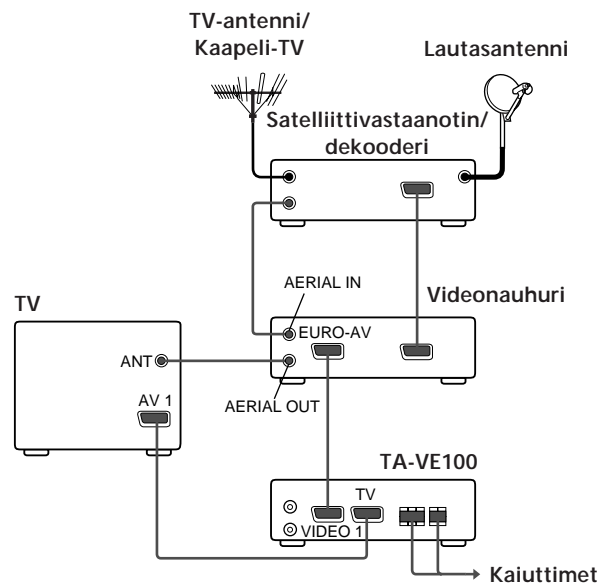 TV-antenni/
Kaapeli-TV
Lautasantenni
Satelliittivastaanotin/
dekooderi
AERIAL IN
TV
Videonauhuri
EURO-AV
ANT
AV 1
AERIAL OUT
TA-VE100
TV
VIDEO 1
Kaiuttimet